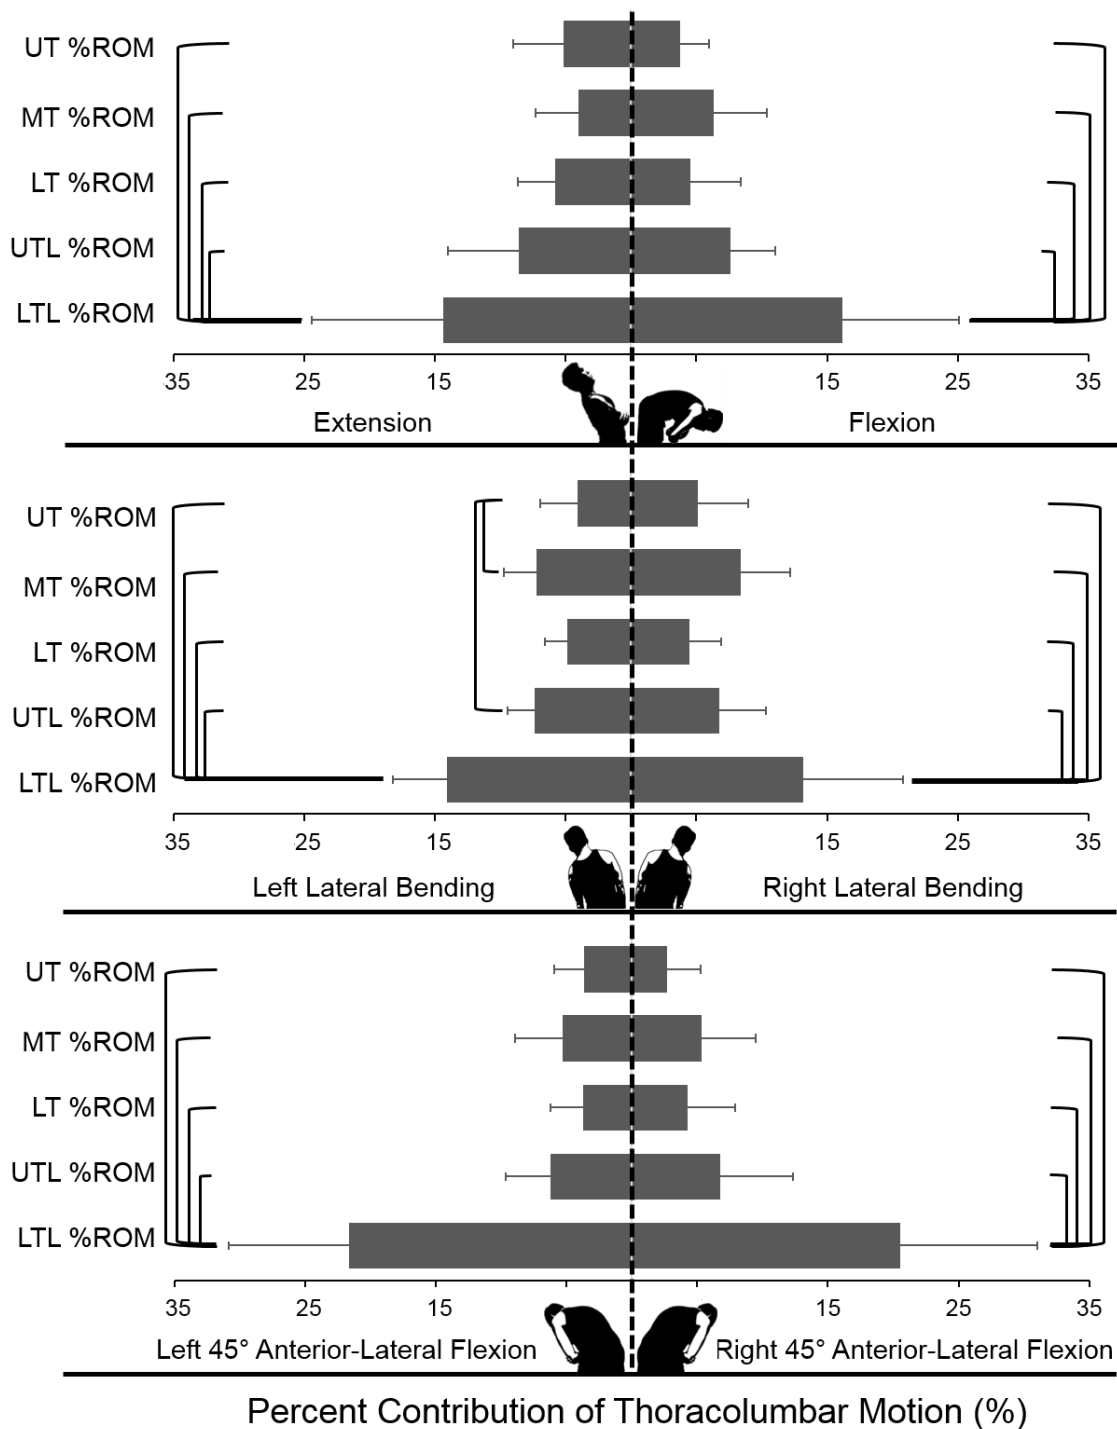 UT %ROM
MT %ROM
LT %ROM
UTL %ROM
LTL %ROM
35 25 15 15 25 35
Extension Flexion
UT %ROM
MT %ROM
LT %ROM
UTL %ROM
LTL %ROM
35 25 15 15 25 35
Left Lateral Bending Right Lateral Bending
UT %ROM
MT %ROM
LT %ROM
UTL %ROM
LTL %ROM
35 25 15 15 25 35
Left 45° Anterior-Lateral Flexion Right 45° Anterior-Lateral Flexion
Percent Contribution of Thoracolumbar Motion (%)